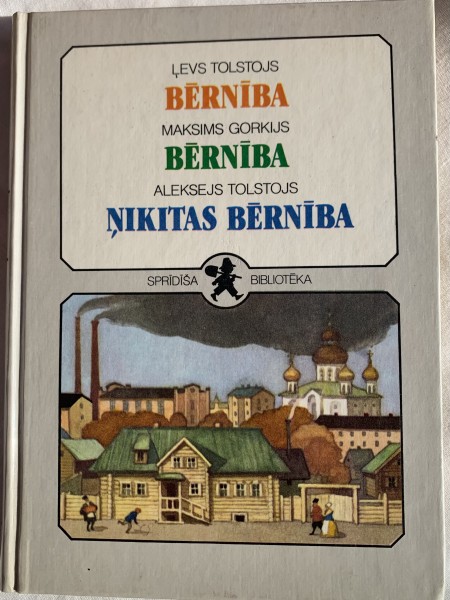 ĻEVS TOLSTOJS
BĒRNĪBA
MAKSIMS GORKIJS
BĒRNĪBA
ALEKSEJS TOLSTOJS
ŅIKITAS BĒRNĪBA
SPRĪDĪŠA BIBLIOTĒKA